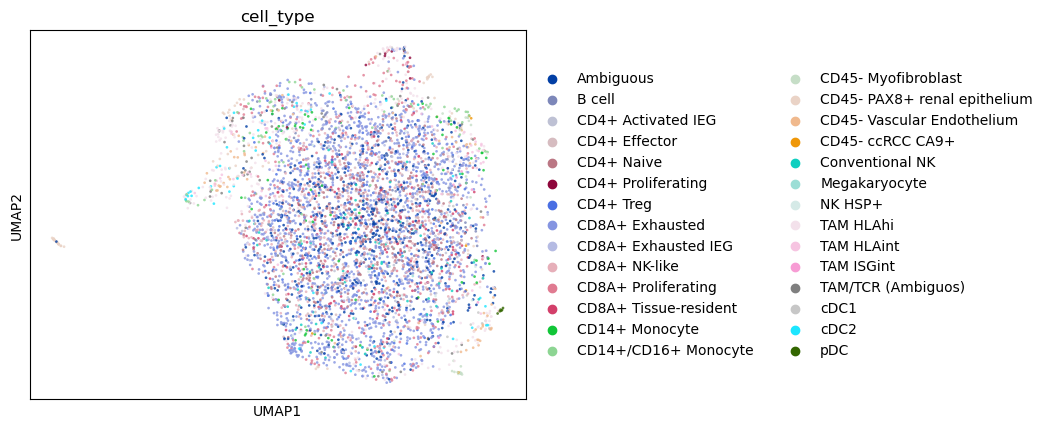 cell_type
UMAP2
UMAP1
Ambiguous
B cell
CD4+ Activated IEG
CD4+ Effector
CD4+ Naive
CD4+ Proliferating
CD4+ Treg
CD8A+ Exhausted
CD8A+ Exhausted IEG
CD8A+ NK-like
CD8A+ Proliferating
CD8A+ Tissue-resident
CD14+ Monocyte
CD14+/CD16+ Monocyte
CD45- Myofibroblast
CD45- PAX8+ renal epithelium
CD45- Vascular Endothelium
CD45- ccRCC CA9+
Conventional NK
Megakaryocyte
NK HSP+
TAM HLAhi
TAM HLAint
TAM ISGint
TAM/TCR (Ambiguos)
cDC1
cDC2
pDC